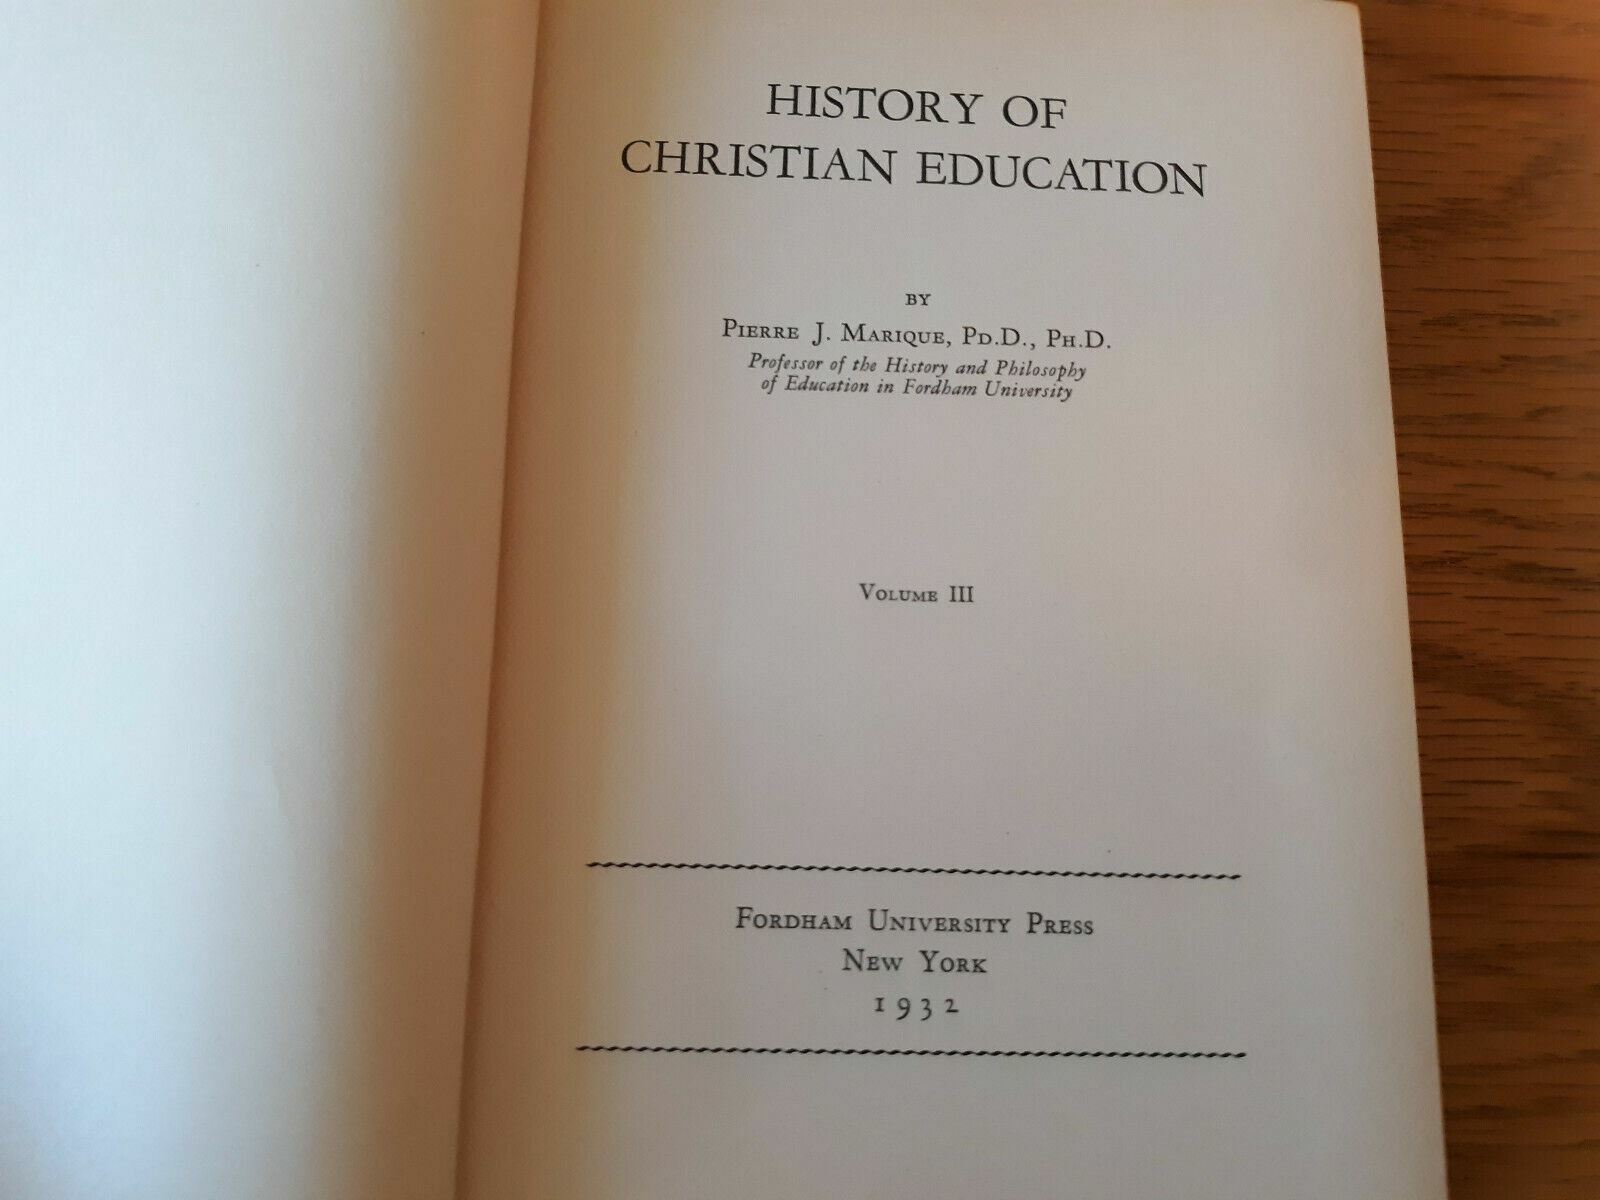 HISTORY OF
CHRISTIAN EDUCATION
BY
PIERRE J. MARIQUE, PD.D., PH.D.
Professor of the History and Philosophy
of Education in Fordham University
VOLUME III
FORDHAM UNIVERSITY PRESS
NEW YORK
1932